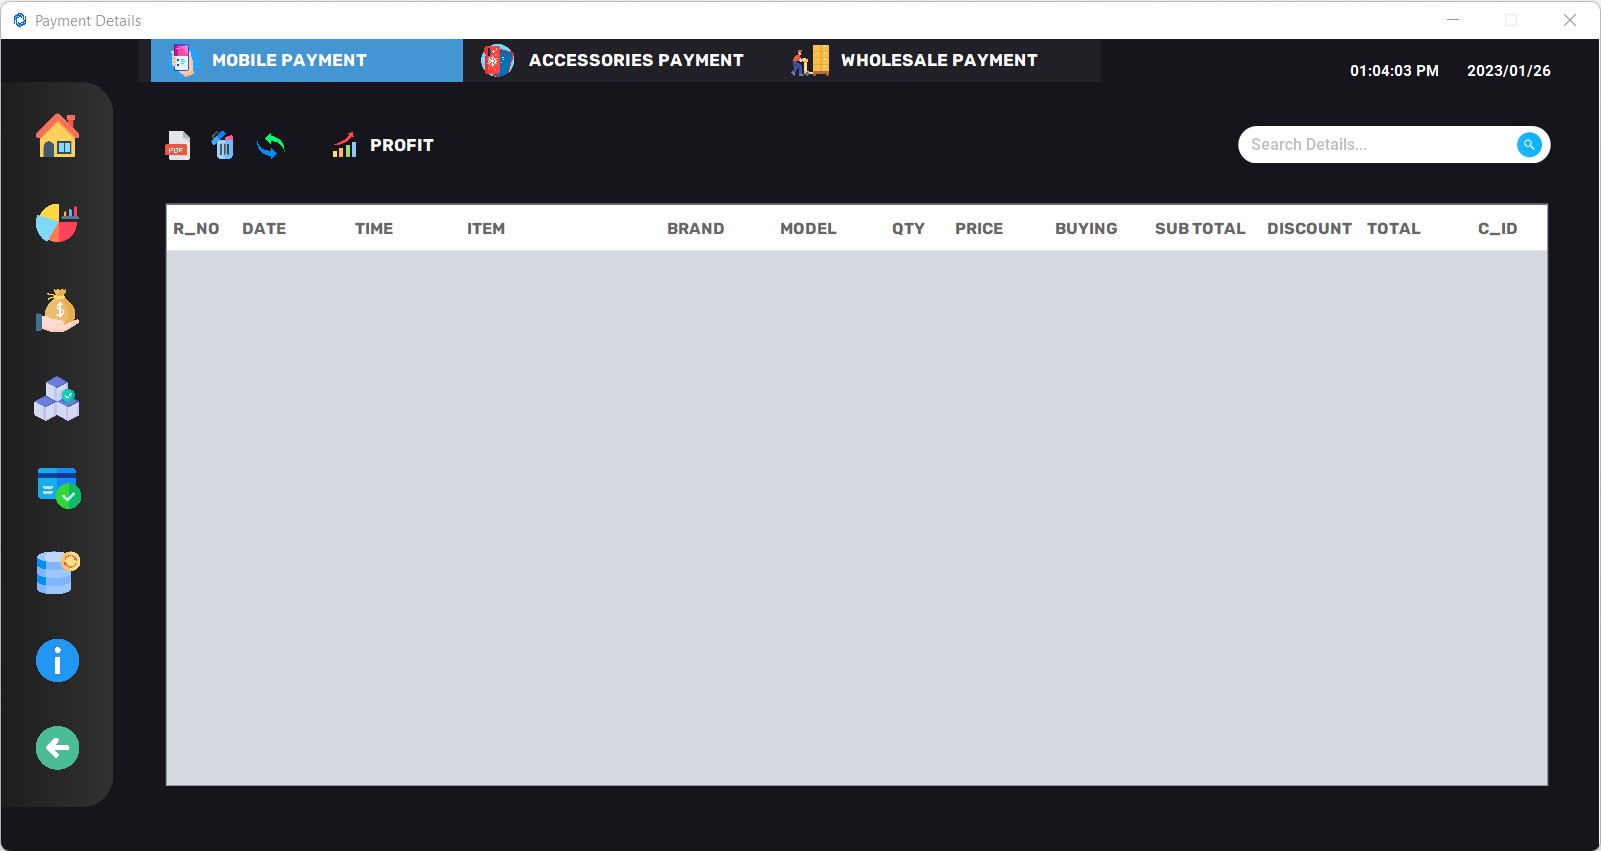 Payment Details
MOBILE PAYMENT ACCESSORIES PAYMENT WHOLESALE PAYMENT
01:04:03 PM 2023/01/26
PDF PROFIT Search Details...
R_NO DATE TIME ITEM BRAND MODEL QTY PRICE BUYING SUB TOTAL DISCOUNT TOTAL C_ID
$